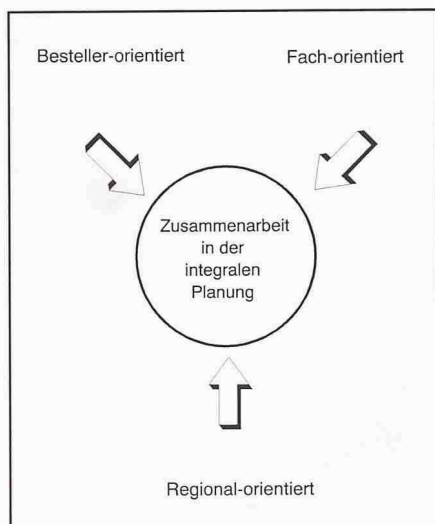 Besteller-orientiert
Fach-orientiert
Zusammenarbeit
in der
integralen
Planung
Regional-orientiert